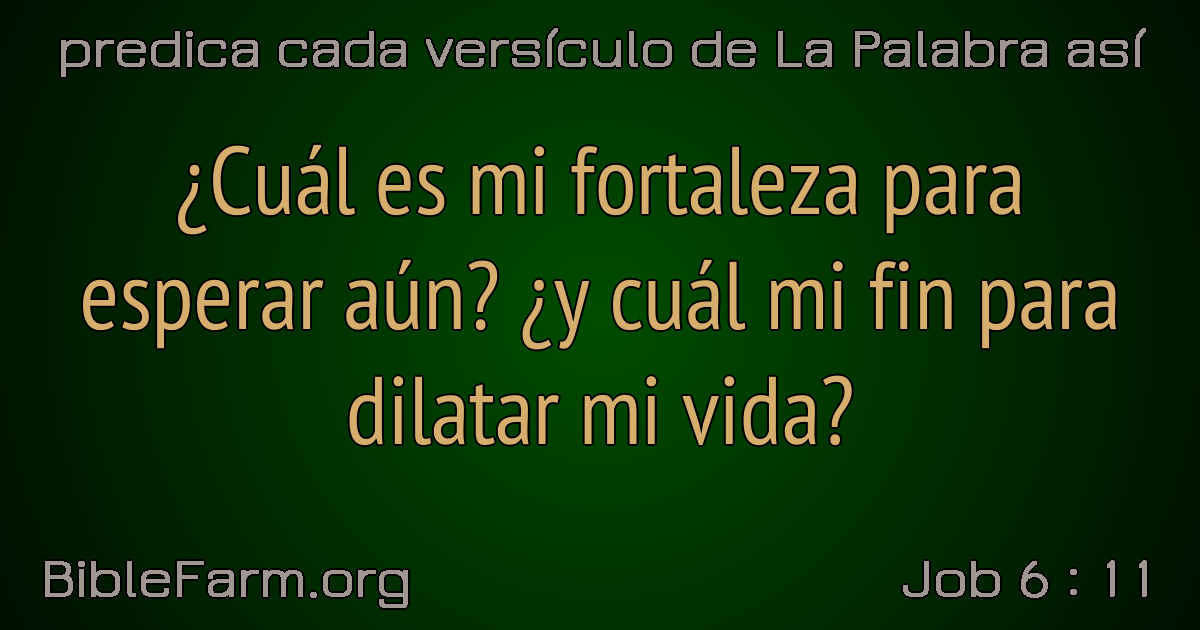 predica cada versículo de La Palabra así
¿Cuál es mi fortaleza para
esperar aún? ¿y cuál mi fin para
dilatar mi vida?
BibleFarm.org
Job 6 : 11